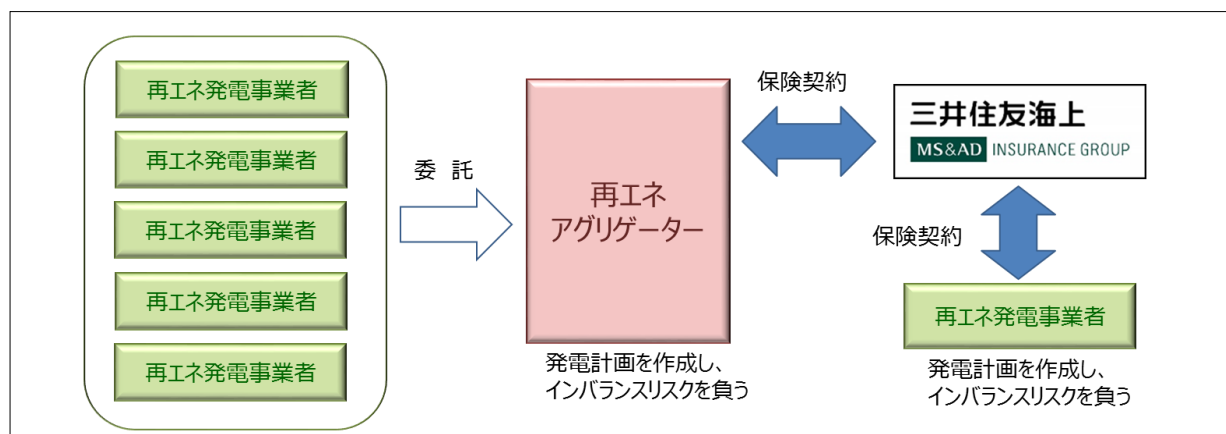 再エネ発電事業者
再エネ発電事業者
再エネ発電事業者
再エネ発電事業者
再エネ発電事業者
委 託
再エネ
アグリゲーター
発電計画を作成し、
インバランスリスクを負う
保険契約
三井住友海上
MS&AD INSURANCE GROUP
保険契約
再エネ発電事業者
発電計画を作成し、
インバランスリスクを負う